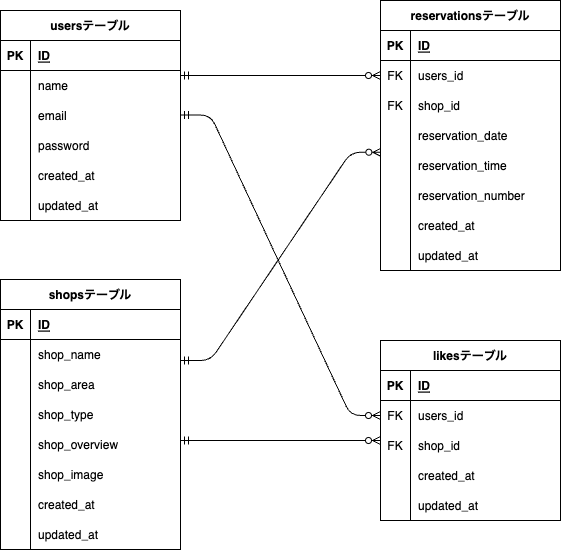 usersテーブル
PK ID
name
email
password
created_at
updated_at
reservationsテーブル
PK ID
FK users_id
FK shop_id
reservation_date
reservation_time
reservation_number
created_at
updated_at
shopsテーブル
PK ID
shop_name
shop_area
shop_type
shop_overview
shop_image
created_at
updated_at
likesテーブル
PK ID
FK users_id
FK shop_id
created_at
updated_at